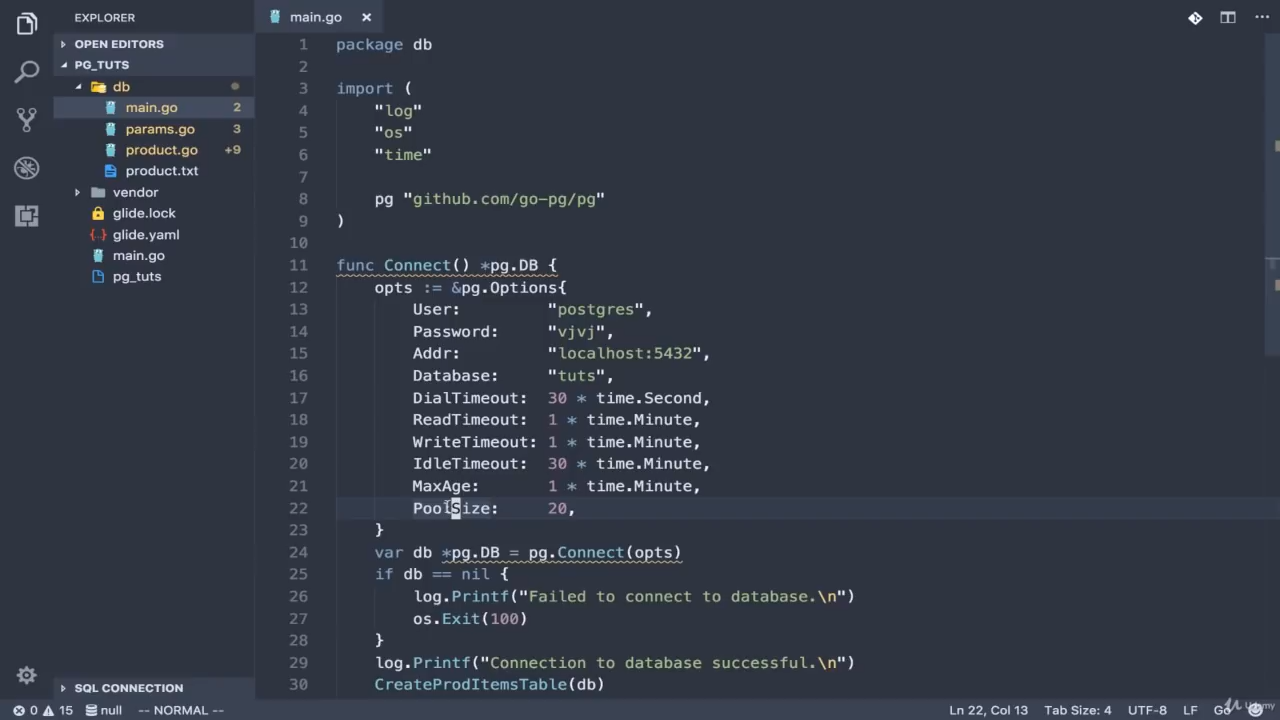 EXPLORER
OPEN EDITORS
PG_TUTS
db
main.go 2
params.go 3
product.go +9
product.txt
vendor
glide.lock
glide.yaml
main.go
pg_tuts
SQL CONNECTION
main.go
1 package db
2
3 import (
4 "log"
5 "os"
6 "time"
7
8 pg "github.com/go-pg/pg"
9 )
10
11 func Connect() *pg.DB {
12 opts := &pg.Options{
13 User: "postgres",
14 Password: "vjvj",
15 Addr: "localhost:5432",
16 Database: "tuts",
17 DialTimeout: 30 * time.Second,
18 ReadTimeout: 1 * time.Minute,
19 WriteTimeout: 1 * time.Minute,
20 IdleTimeout: 30 * time.Minute,
21 MaxAge: 1 * time.Minute,
22 PoolSize: 20,
23 }
24 var db *pg.DB = pg.Connect(opts)
25 if db == nil {
26 log.Printf("Failed to connect to database.\n")
27 os.Exit(100)
28 }
29 log.Printf("Connection to database successful.\n")
30 CreateProdItemsTable(db)
0 15 null -- NORMAL -- Ln 22, Col 13 Tab Size: 4 UTF-8 LF Go
Udemy